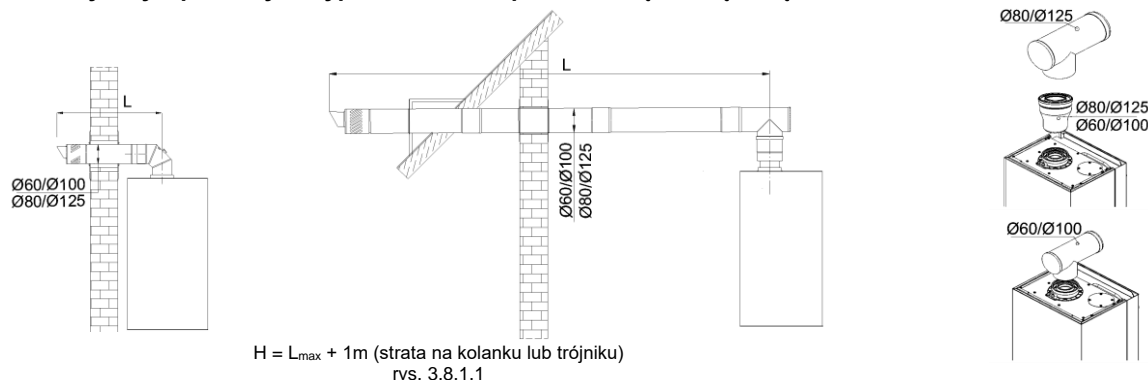 L
Ø60/Ø100
Ø80/Ø125
L
Ø60/Ø100
Ø80/Ø125
Ø80/Ø125
Ø80/Ø125
Ø60/Ø100
Ø60/Ø100
H = Lmax + 1m (strata na kolanku lub trójniku)
rys. 3.8.1.1